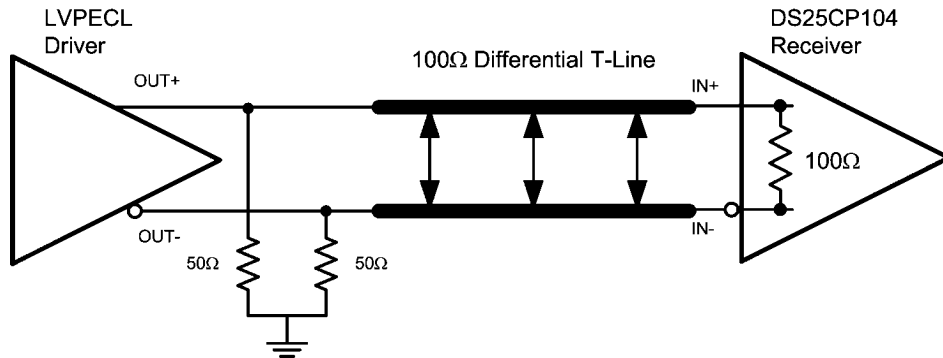 LVPECL
Driver
DS25CP104
Receiver
100Ω Differential T-Line
OUT+
IN+
100Ω
OUT-
IN-
50Ω
50Ω